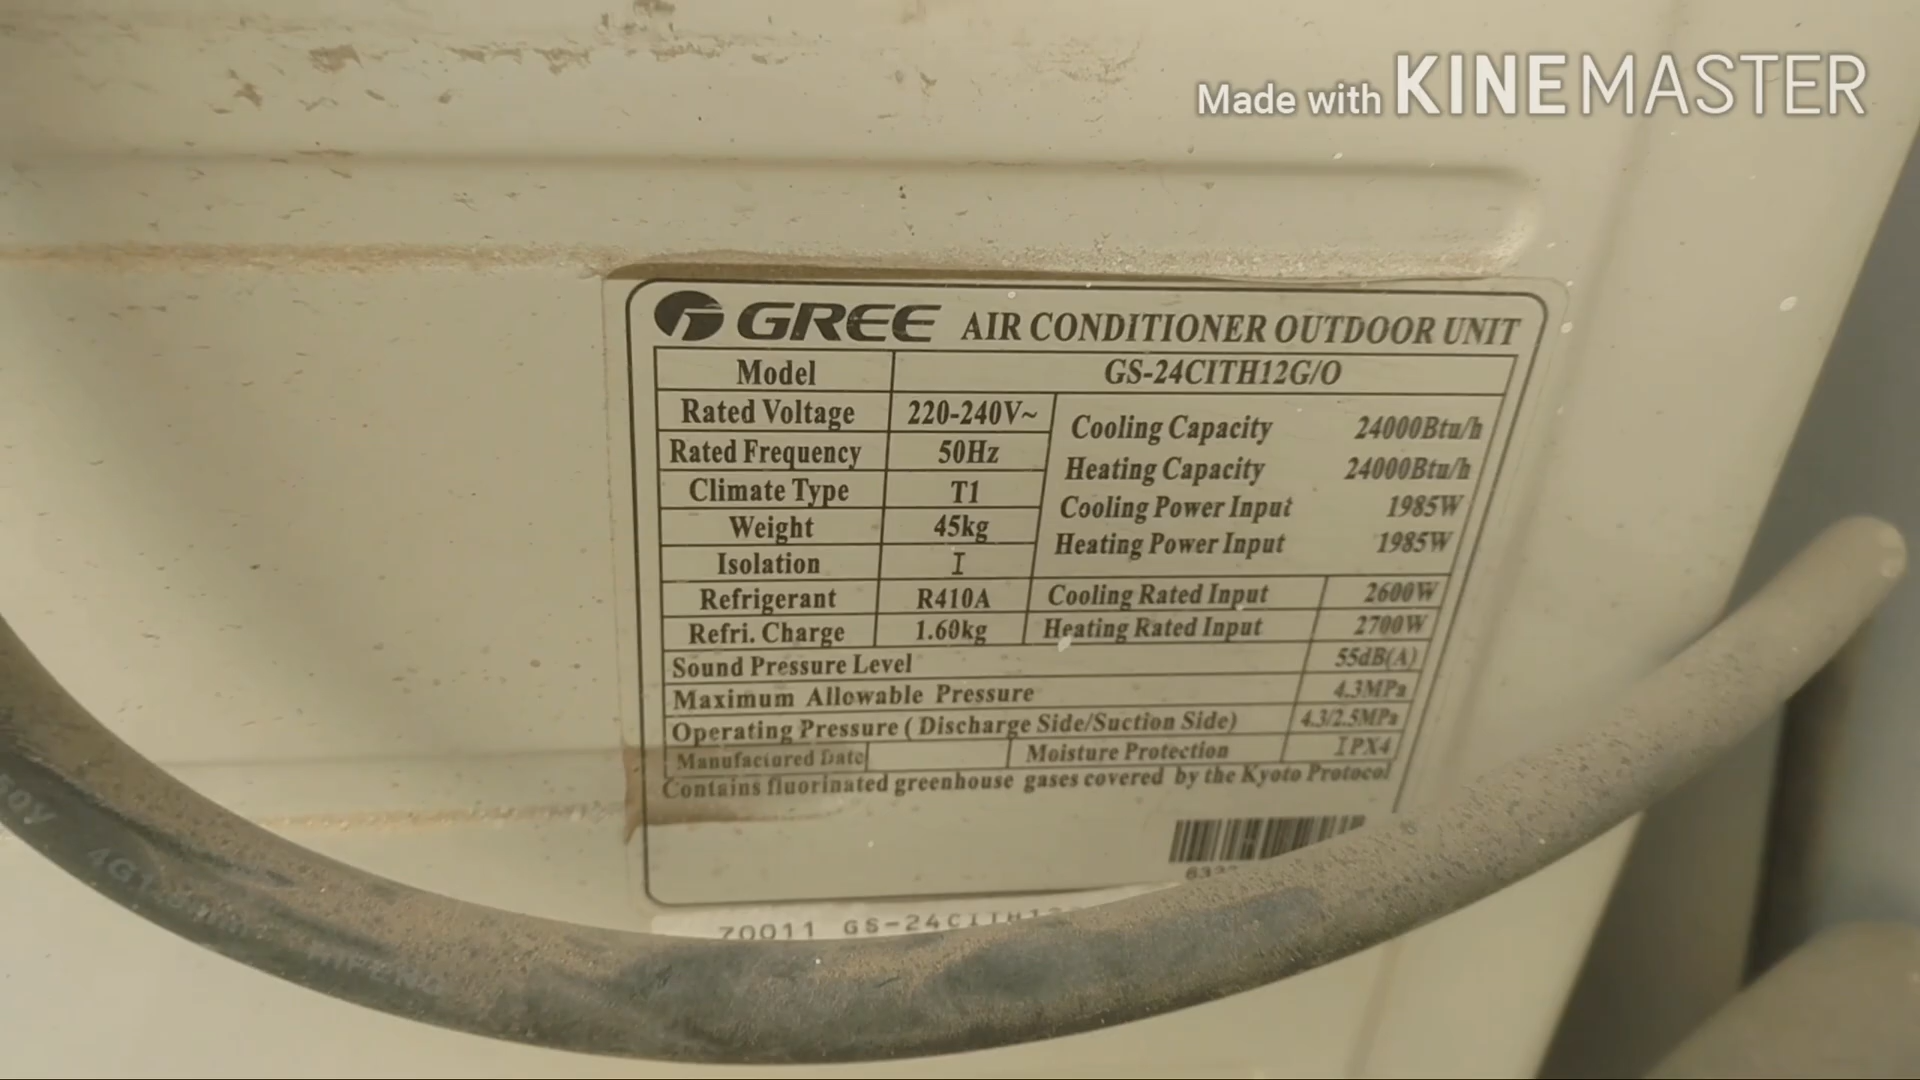 Made with KINEMASTER
GREE AIR CONDITIONER OUTDOOR UNIT
Model GS-24CITH12G/O
Rated Voltage 220-240V~
Cooling Capacity 24000Btu/h
Rated Frequency 50Hz
Heating Capacity 24000Btu/h
Climate Type T1
Cooling Power Input 1985W
Weight 45kg
Heating Power Input 1985W
Isolation I
Refrigerant R410A Cooling Rated Input 2600W
Refri. Charge 1.60kg Heating Rated Input 2700W
Sound Pressure Level 55dB(A)
Maximum Allowable Pressure 4.3MPa
Operating Pressure (Discharge Side/Suction Side) 4.3/2.5MPa
Manufactured Date Moisture Protection IPX4
Contains fluorinated greenhouse gases covered by the Kyoto Protocol
70011 GS-24CITH12